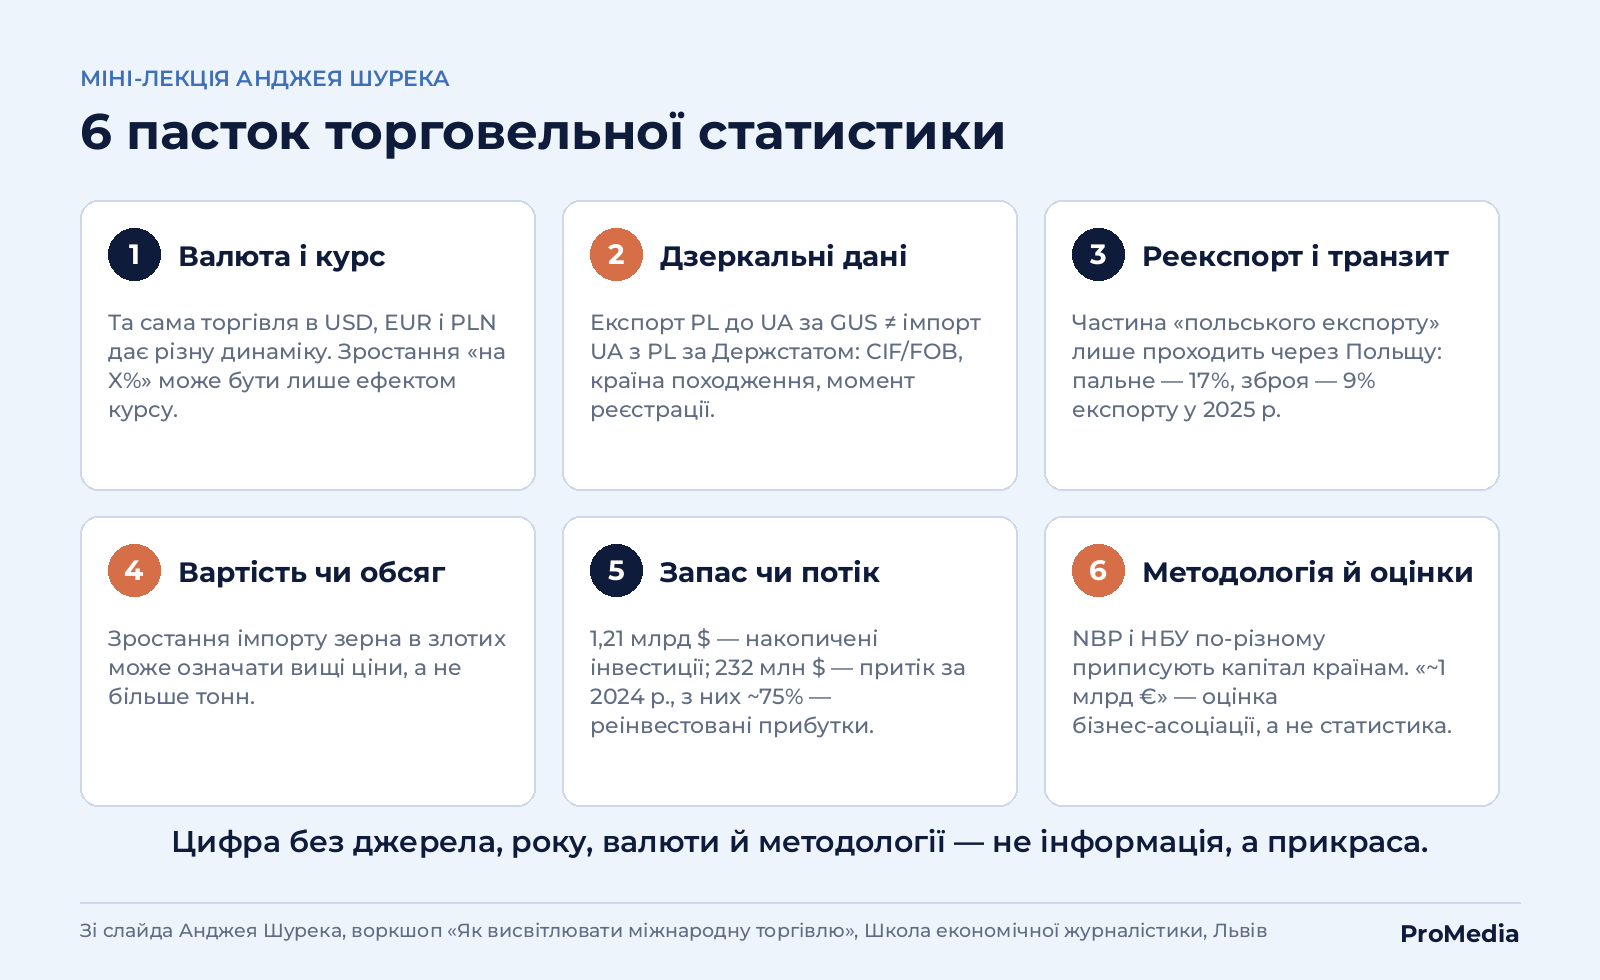 МІНІ-ЛЕКЦІЯ АНДЖЕЯ ШУРЕКА
6 пасток торговельної статистики
1 Валюта і курс
Та сама торгівля в USD, EUR і PLN
дає різну динаміку. Зростання «на
X%» може бути лише ефектом
курсу.
2 Дзеркальні дані
Експорт PL до UA за GUS ≠ імпорт
UA з PL за Держстатом: CIF/FOB,
країна походження, момент
реєстрації.
3 Реекспорт і транзит
Частина «польського експорту»
лише проходить через Польщу:
пальне — 17%, зброя — 9%
експорту у 2025 р.
4 Вартість чи обсяг
Зростання імпорту зерна в злотих
може означати вищі ціни, а не
більше тонн.
5 Запас чи потік
1,21 млрд $ — накопичені
інвестиції; 232 млн $ — притік за
2024 р., з них ~75% —
реінвестовані прибутки.
6 Методологія й оцінки
NBP і НБУ по-різному
приписують капітал країнам. «~1
млрд €» — оцінка
бізнес-асоціації, а не статистика.
Цифра без джерела, року, валюти й методології — не інформація, а прикраса.
Зі слайда Анджея Шурека, воркшоп «Як висвітлювати міжнародну торгівлю», Школа економічної журналістики, Львів
ProMedia